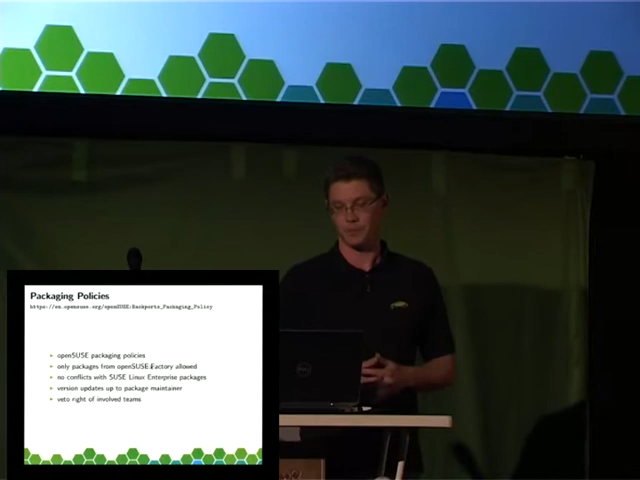 Packaging Policies
https://en.opensuse.org/openSUSE:Backports_Packaging_Policy
openSUSE packaging policies
only packages from openSUSE:Factory allowed
no conflicts with SUSE Linux Enterprise packages
version updates up to package maintainer
veto right of involved teams